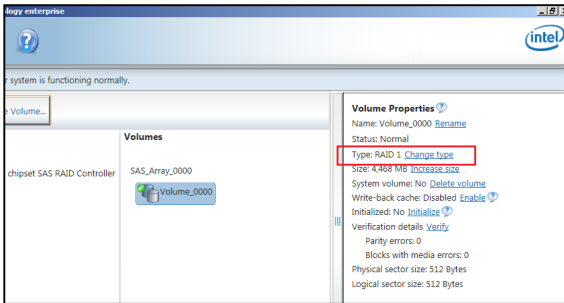 ology enterprise
intel
r system is functioning normally.
e Volume...
chipset SAS RAID Controller
Volumes
SAS_Array_0000
Volume_0000
Volume Properties
Name: Volume_0000 Rename
Status: Normal
Type: RAID 1 Change type
Size: 4,468 MB Increase size
System volume: No Delete volume
Write-back cache: Disabled Enable
Initialized: No Initialize
Verification details Verify
Parity errors: 0
Blocks with media errors: 0
Physical sector size: 512 Bytes
Logical sector size: 512 Bytes